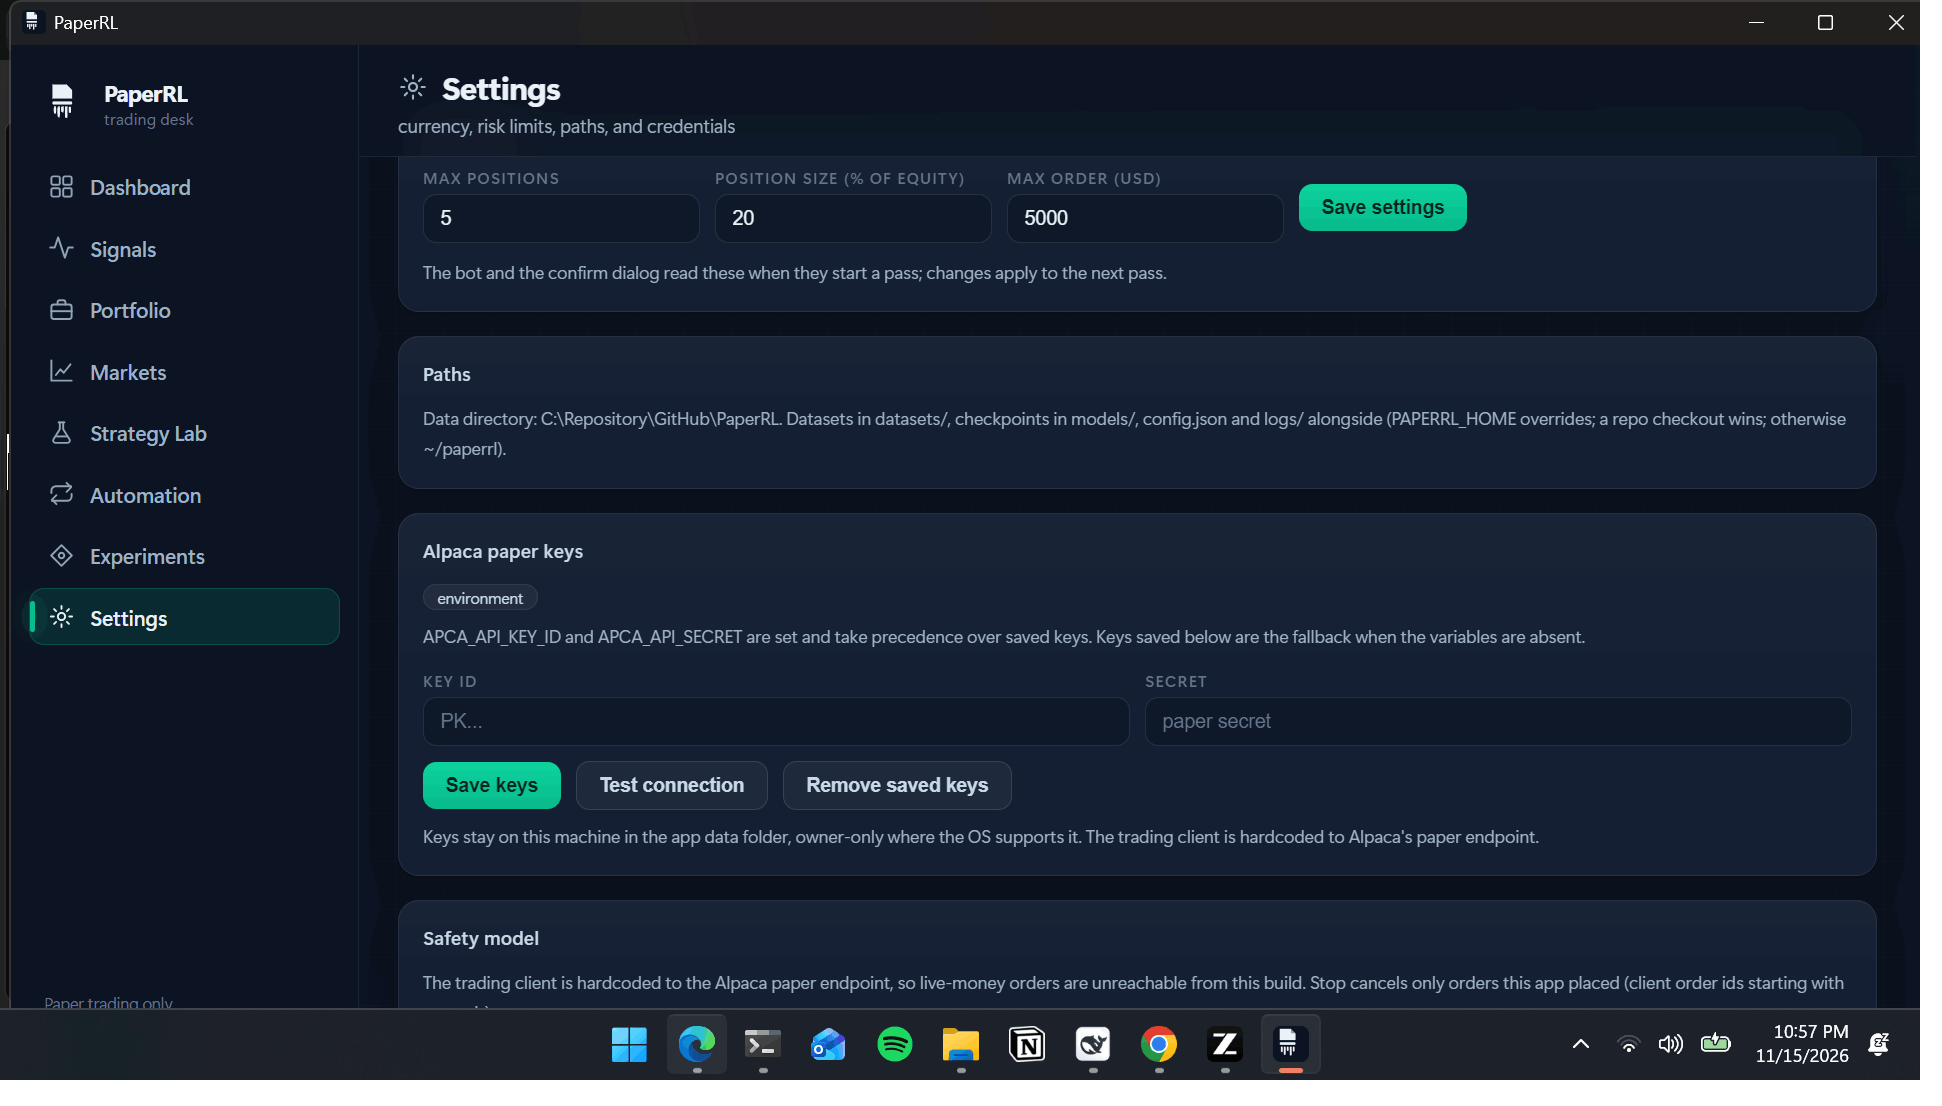 PaperRL
PaperRL
trading desk
Dashboard
Signals
Portfolio
Markets
Strategy Lab
Automation
Experiments
Settings
Paper trading only
Settings
currency, risk limits, paths, and credentials
MAX POSITIONS
POSITION SIZE (% OF EQUITY)
MAX ORDER (USD)
5
20
5000
Save settings
The bot and the confirm dialog read these when they start a pass; changes apply to the next pass.
Paths
Data directory: C:\Repository\GitHub\PaperRL. Datasets in datasets/, checkpoints in models/, config.json and logs/ alongside (PAPERRL_HOME overrides; a repo checkout wins; otherwise
~/paperrl).
Alpaca paper keys
environment
APCA_API_KEY_ID and APCA_API_SECRET are set and take precedence over saved keys. Keys saved below are the fallback when the variables are absent.
KEY ID
SECRET
PK...
paper secret
Save keys
Test connection
Remove saved keys
Keys stay on this machine in the app data folder, owner-only where the OS supports it. The trading client is hardcoded to Alpaca's paper endpoint.
Safety model
The trading client is hardcoded to the Alpaca paper endpoint, so live-money orders are unreachable from this build. Stop cancels only orders this app placed (client order ids starting with
10:57 PM
11/15/2026